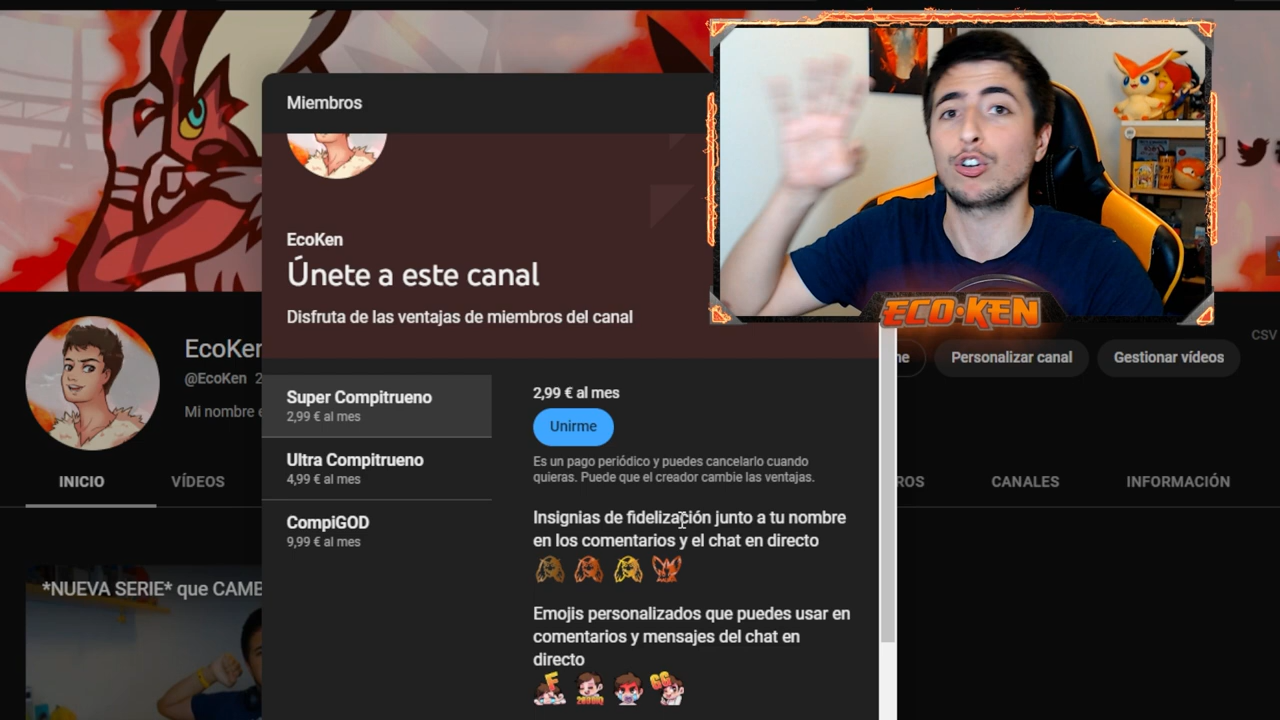 Miembros
EcoKen
Únete a este canal
Disfruta de las ventajas de miembros del canal
Super Compitrueno
2,99 € al mes
Ultra Compitrueno
4,99 € al mes
CompiGOD
9,99 € al mes
2,99 € al mes
Unirme
Es un pago periódico y puedes cancelarlo cuando
quieras. Puede que el creador cambie las ventajas.
Insignias de fidelización junto a tu nombre
en los comentarios y el chat en directo
Emojis personalizados que puedes usar en
comentarios y mensajes del chat en
directo
F
GG
ECO·KEN
Personalizar canal
Gestionar vídeos
CSV
EcoKen
@EcoKen 2
Mi nombre e
INICIO
VÍDEOS
ROS
CANALES
INFORMACIÓN
*NUEVA SERIE* que CAMB